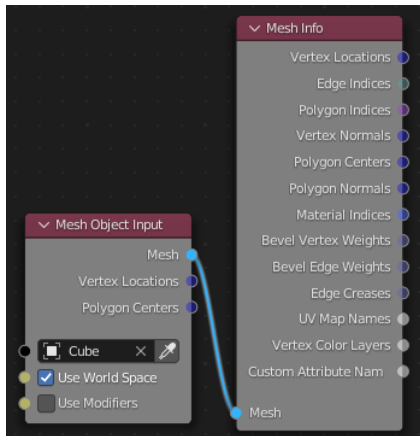 Mesh Info
Vertex Locations
Edge Indices
Polygon Indices
Vertex Normals
Polygon Centers
Polygon Normals
Material Indices
Bevel Vertex Weights
Bevel Edge Weights
Edge Creases
UV Map Names
Vertex Color Layers
Custom Attribute Nam
Mesh
Mesh Object Input
Mesh
Vertex Locations
Polygon Centers
Cube
Use World Space
Use Modifiers